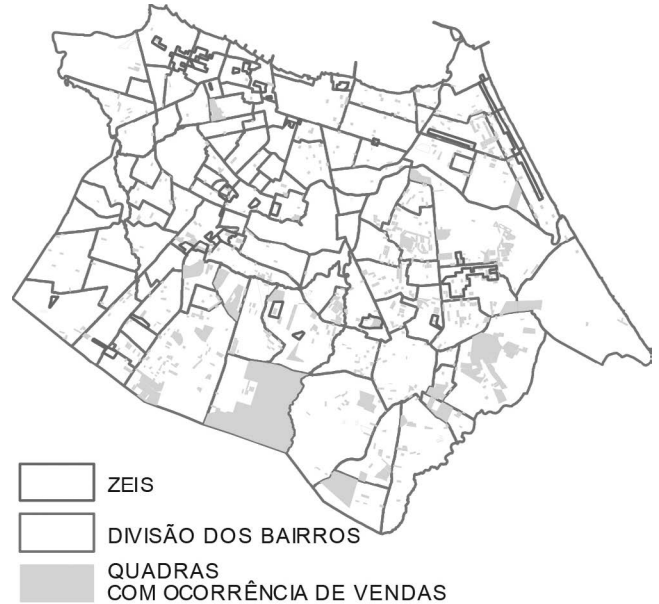 ZEIS
DIVISÃO DOS BAIRROS
QUADRAS
COM OCORRÊNCIA DE VENDAS